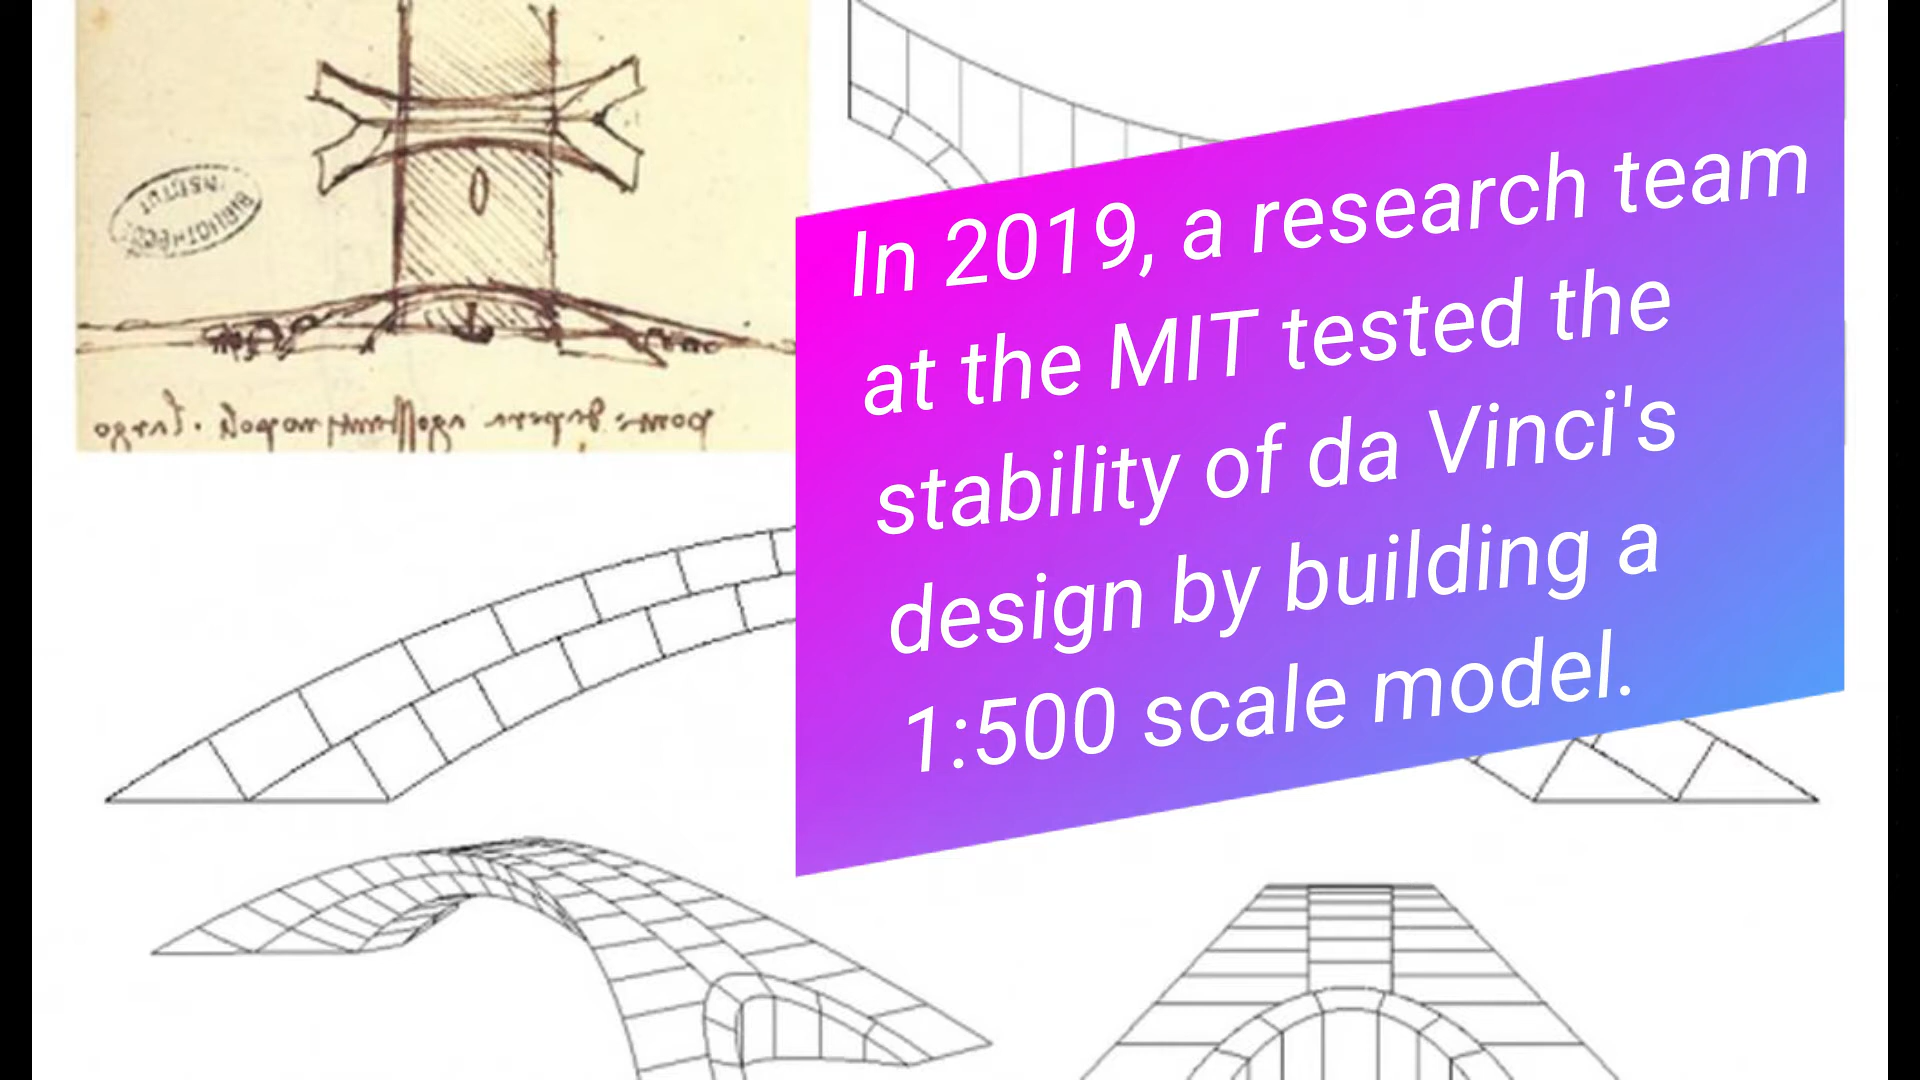 In 2019, a research team
at the MIT tested the
stability of da Vinci's
design by building a
1:500 scale model.